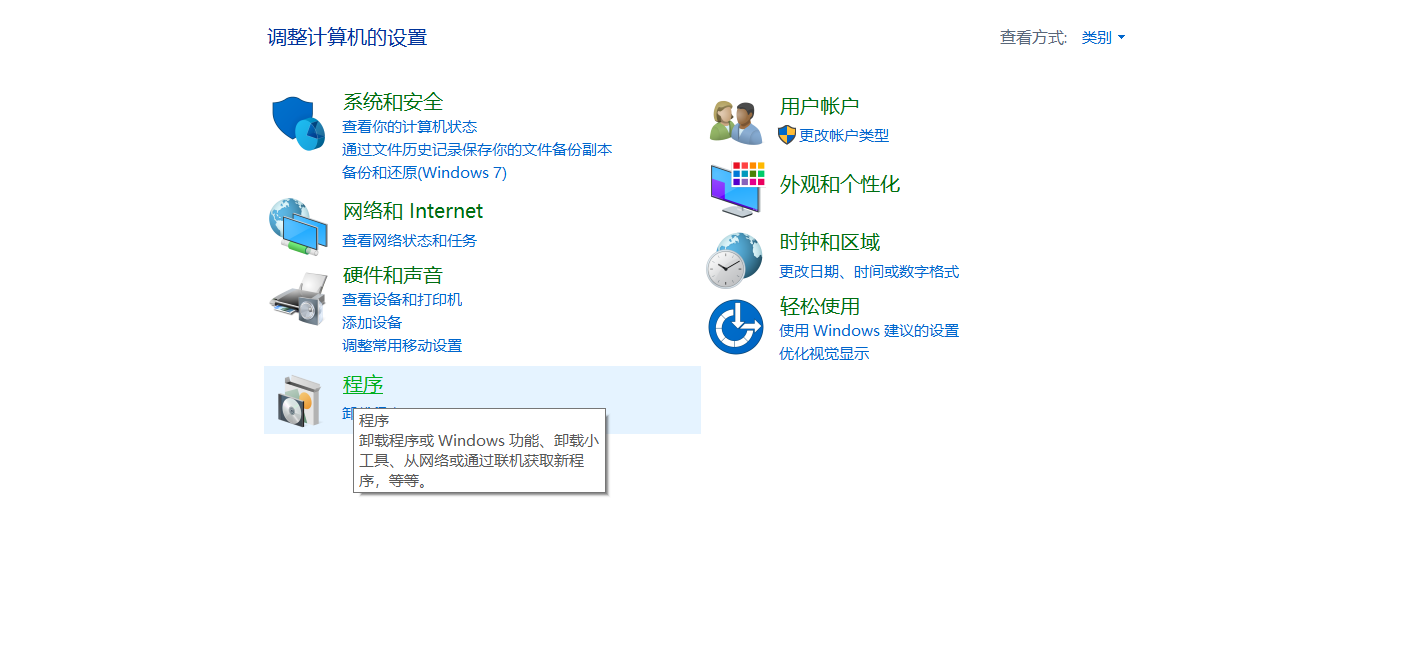 调整计算机的设置
查看方式: 类别
系统和安全
查看你的计算机状态
通过文件历史记录保存你的文件备份副本
备份和还原(Windows 7)
网络和 Internet
查看网络状态和任务
硬件和声音
查看设备和打印机
添加设备
调整常用移动设置
程序
卸
程序
卸载程序或 Windows 功能、卸载小
工具、从网络或通过联机获取新程
序，等等。
用户帐户
更改帐户类型
外观和个性化
时钟和区域
更改日期、时间或数字格式
轻松使用
使用 Windows 建议的设置
优化视觉显示